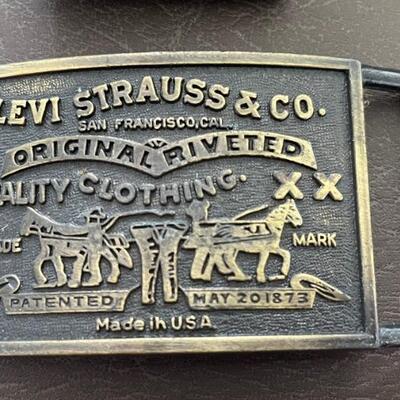 LEVI STRAUSS & CO.
SAN FRANCISCO, CAL.
ORIGINAL RIVETED
ALITY CLOTHING. XX
ADE MARK
PATENTED MAY 20 1873
Made in U.S.A